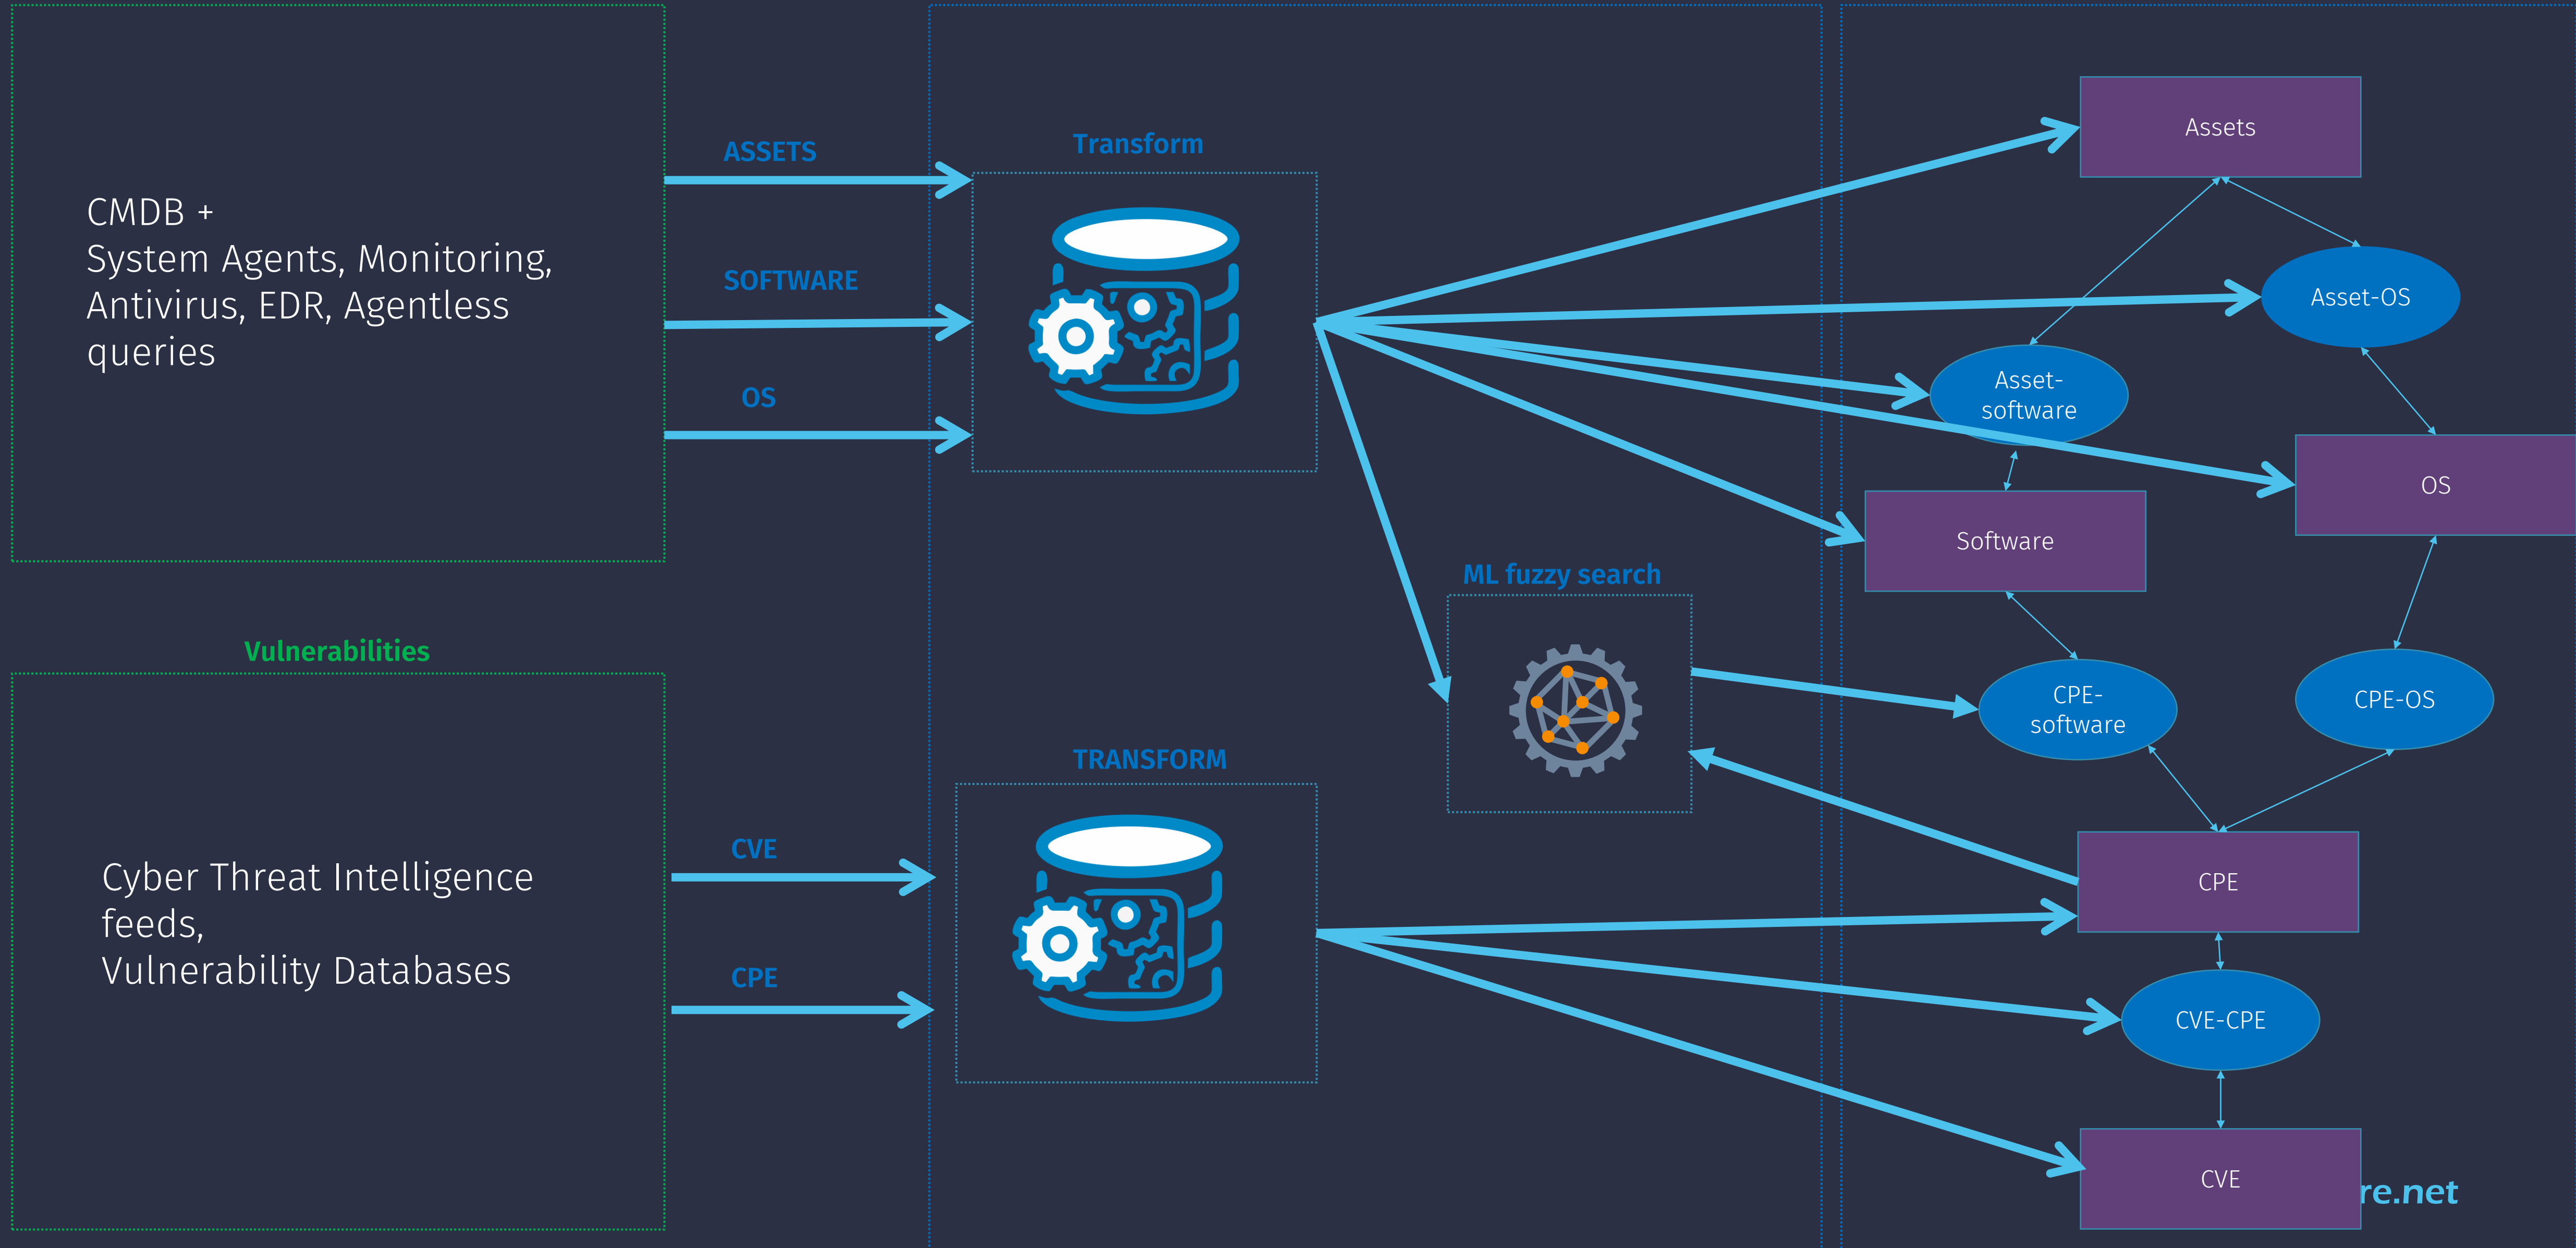 CMDB +
System Agents, Monitoring,
Antivirus, EDR, Agentless
queries
ASSETS
SOFTWARE
OS
Transform
Assets
Asset-OS
Asset-
software
OS
Software
ML fuzzy search
CPE-
software
CPE-OS
Vulnerabilities
Cyber Threat Intelligence
feeds,
Vulnerability Databases
CVE
CPE
TRANSFORM
CPE
CVE-CPE
CVE
re.net